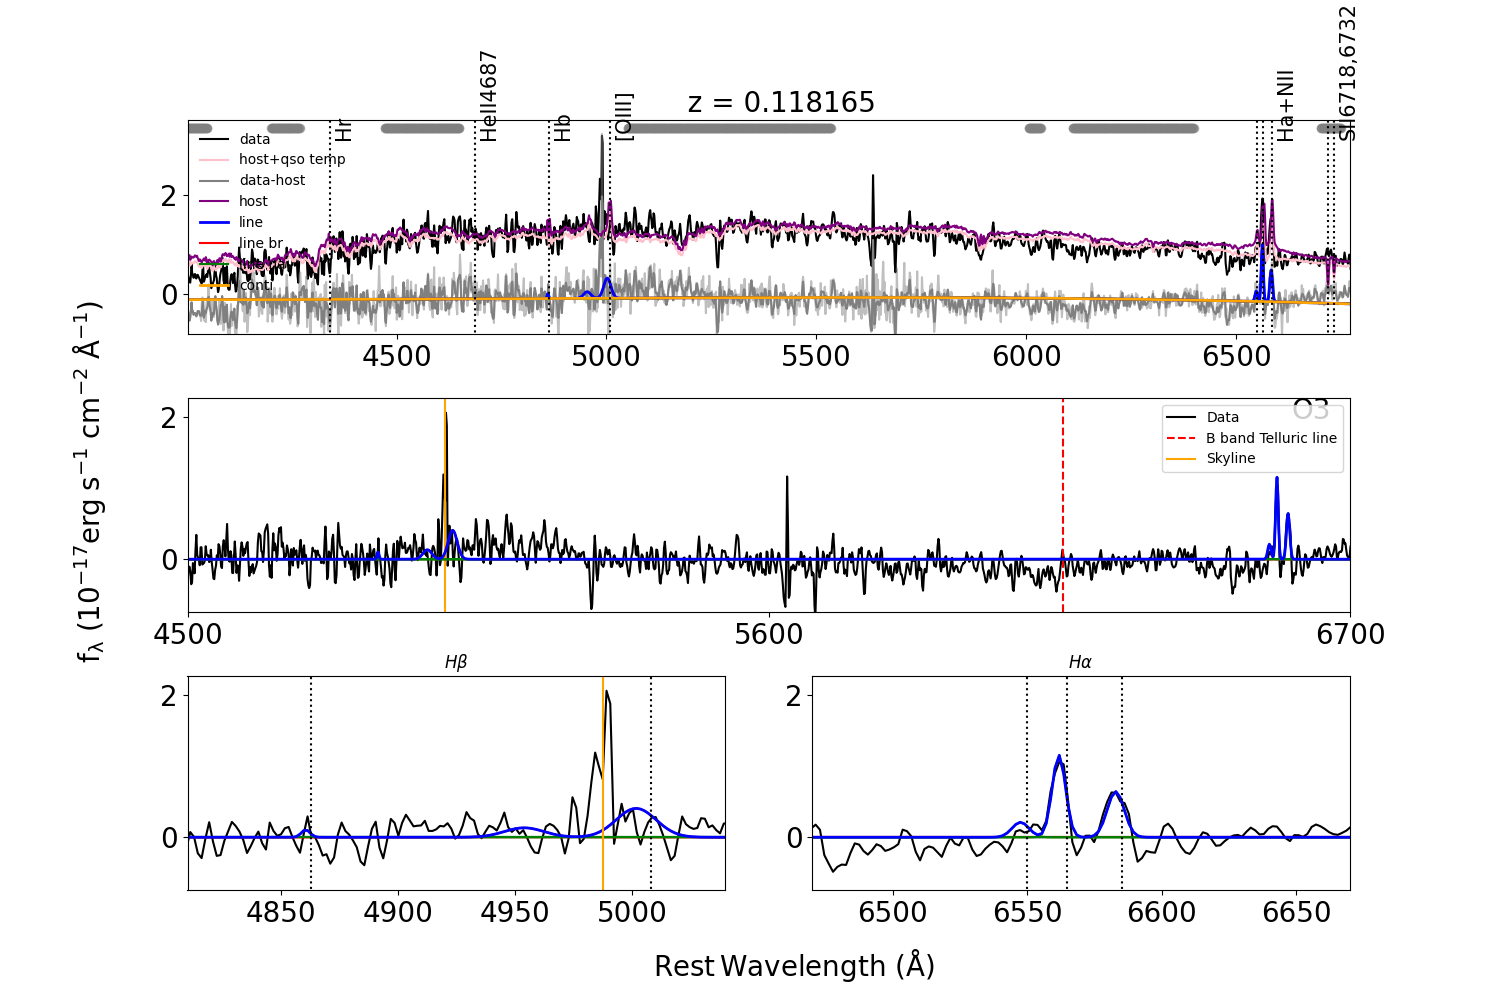 z = 0.118165
Hr
HeII4687
Hb
[OIII]
Ha+NII
SII6718,6732
data
host+qso temp
data-host
host
line
line br
conti
2
0
4500
5000
5500
6000
6500
O3
Data
B band Telluric line
Skyline
2
0
4500
5600
6700
fλ (10⁻¹⁷erg s⁻¹ cm⁻² Å⁻¹)
Hβ
2
0
4850
4900
4950
5000
Hα
2
0
6500
6550
6600
6650
Rest Wavelength (Å)